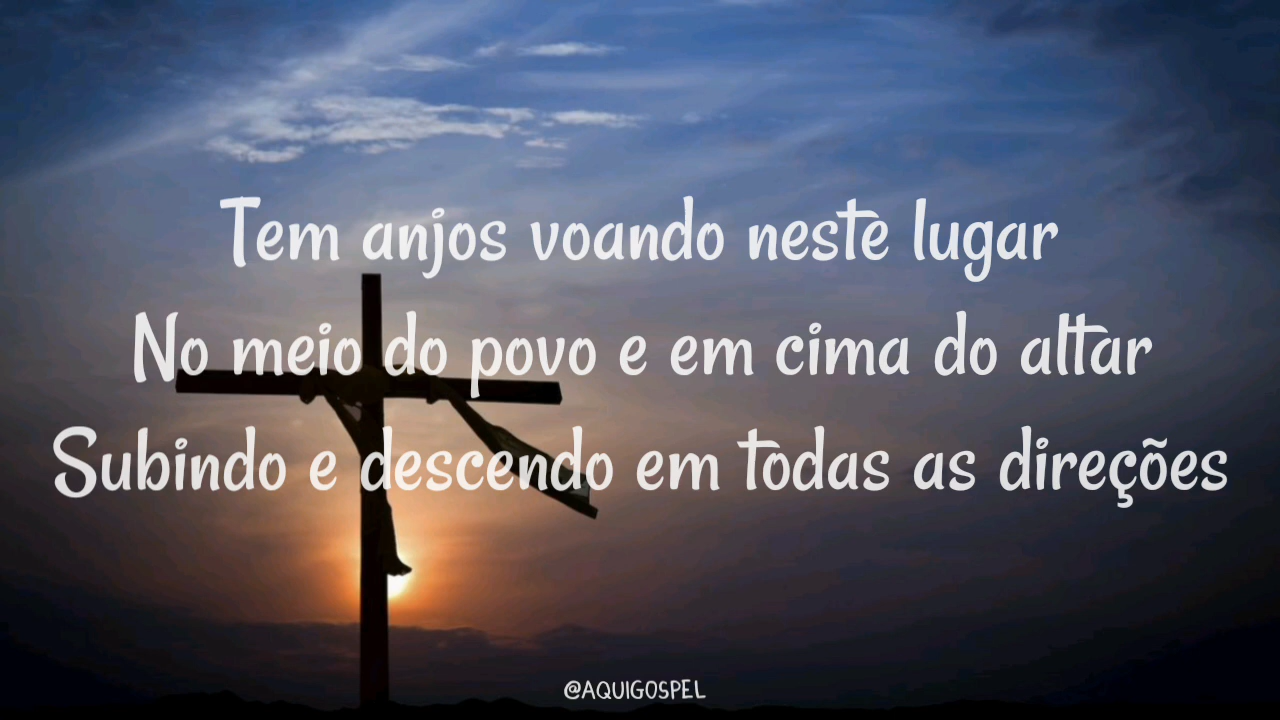 Tem anjos voando neste lugar
No meio do povo e em cima do altar
Subindo e descendo em todas as direções
@AQUIGOSPEL